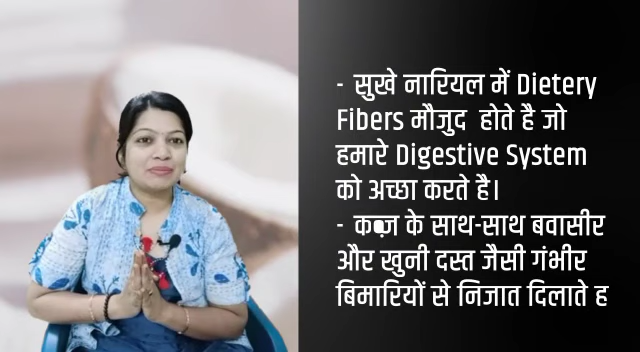 - सुखे नारियल में Dietery
Fibers मौजुद होते है जो
हमारे Digestive System
को अच्छा करते है।
- कब्ज़ के साथ-साथ बवासीर
और खुनी दस्त जैसी गंभीर
बिमारियों से निजात दिलाते ह